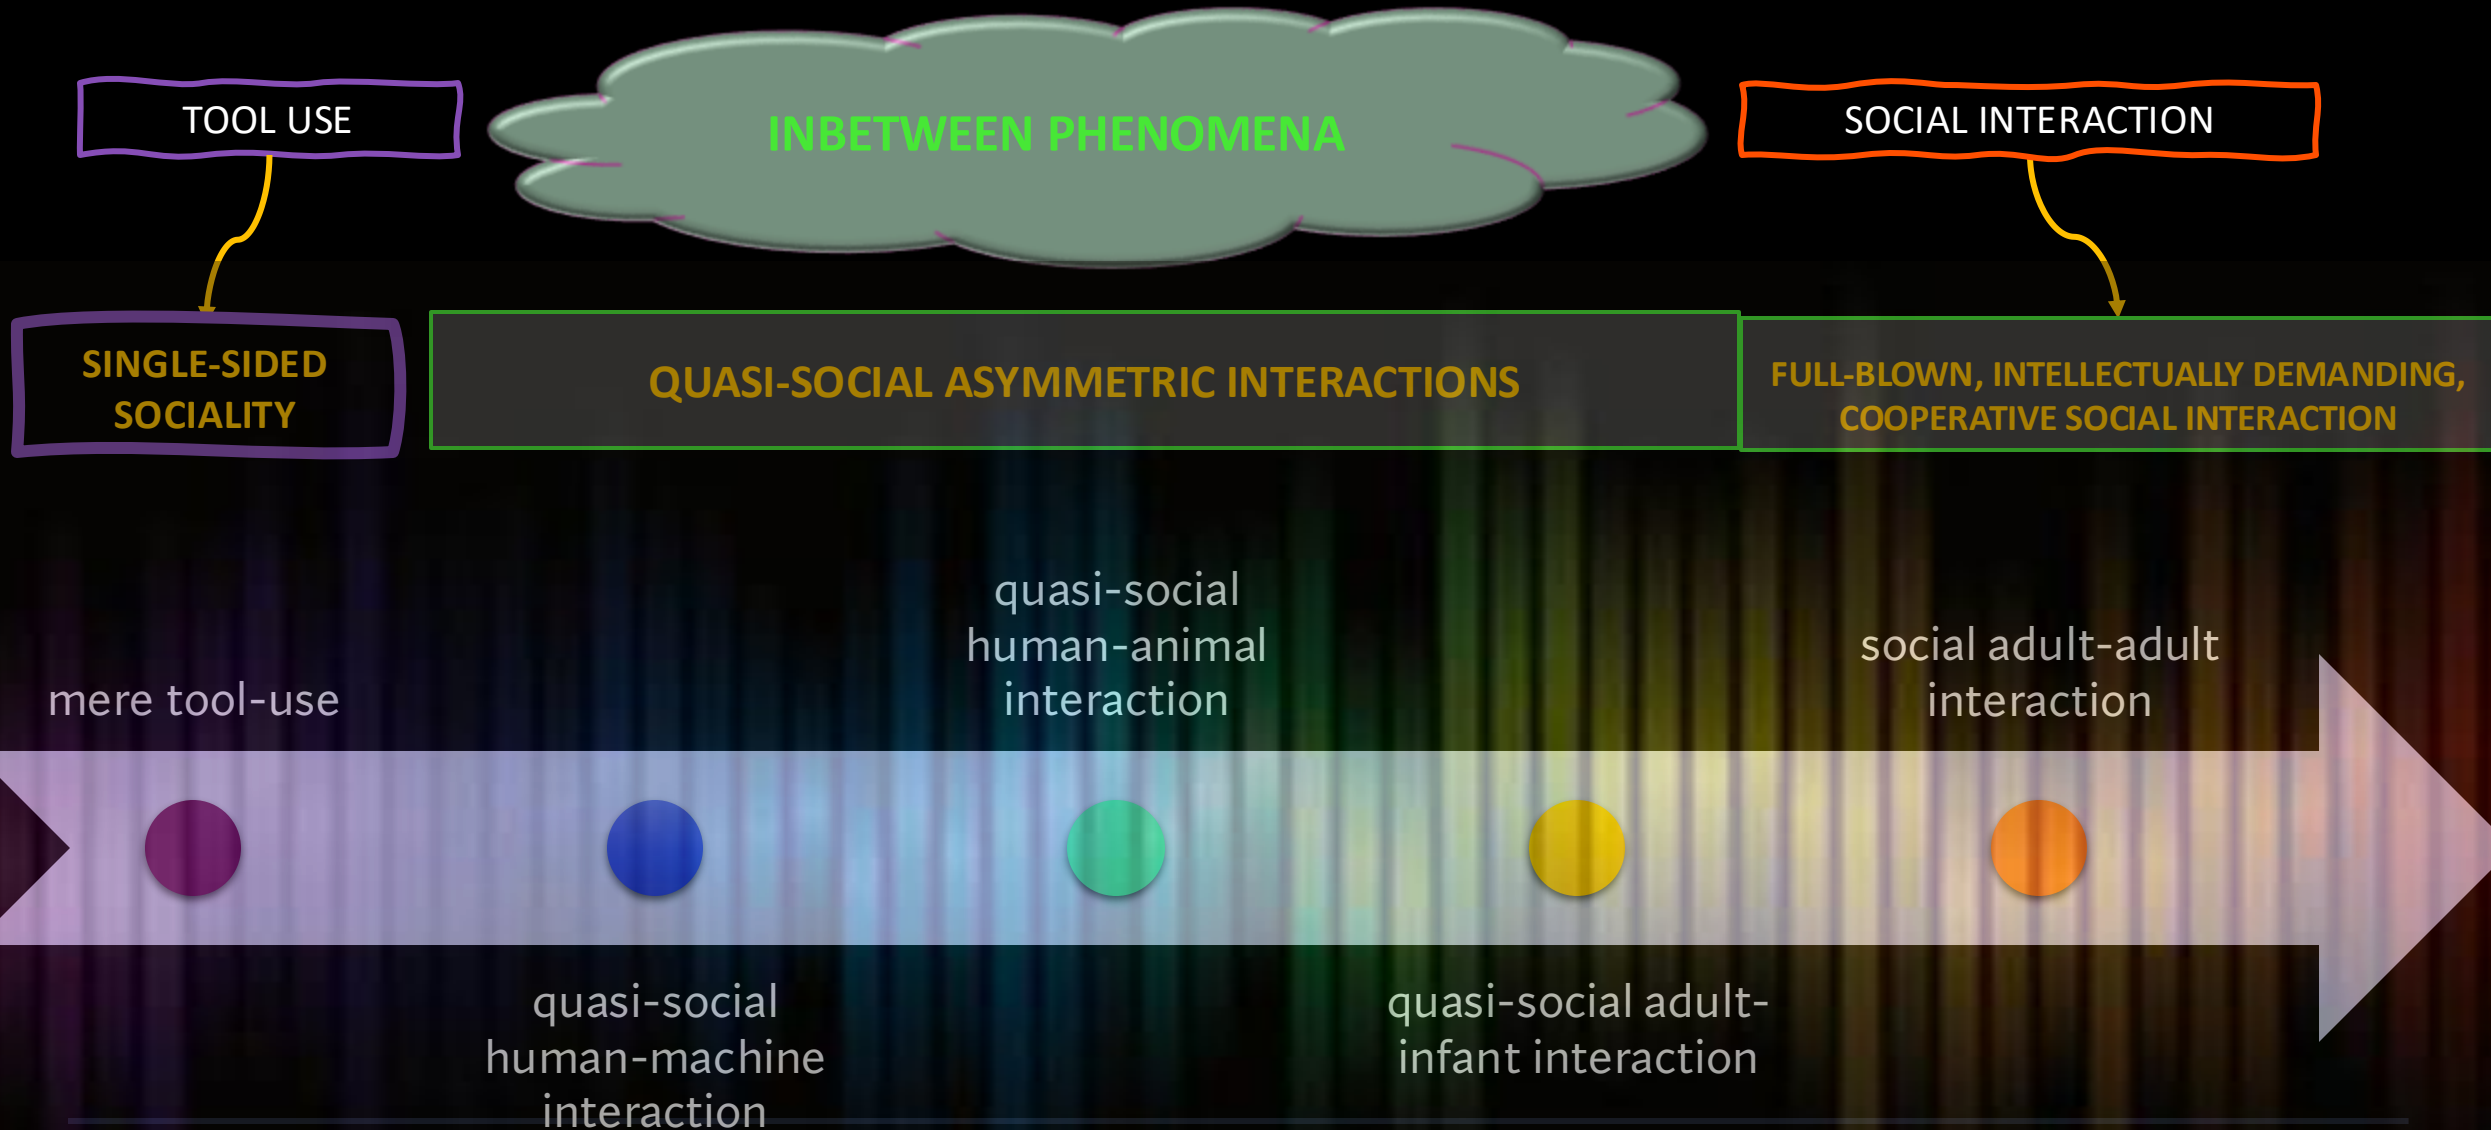 TOOL USE
INBETWEEN PHENOMENA
SOCIAL INTERACTION
SINGLE-SIDED
SOCIALITY
QUASI-SOCIAL ASYMMETRIC INTERACTIONS
FULL-BLOWN, INTELLECTUALLY DEMANDING,
COOPERATIVE SOCIAL INTERACTION
mere tool-use
quasi-social
human-machine
interaction
quasi-social
human-animal
interaction
quasi-social adult-
infant interaction
social adult-adult
interaction